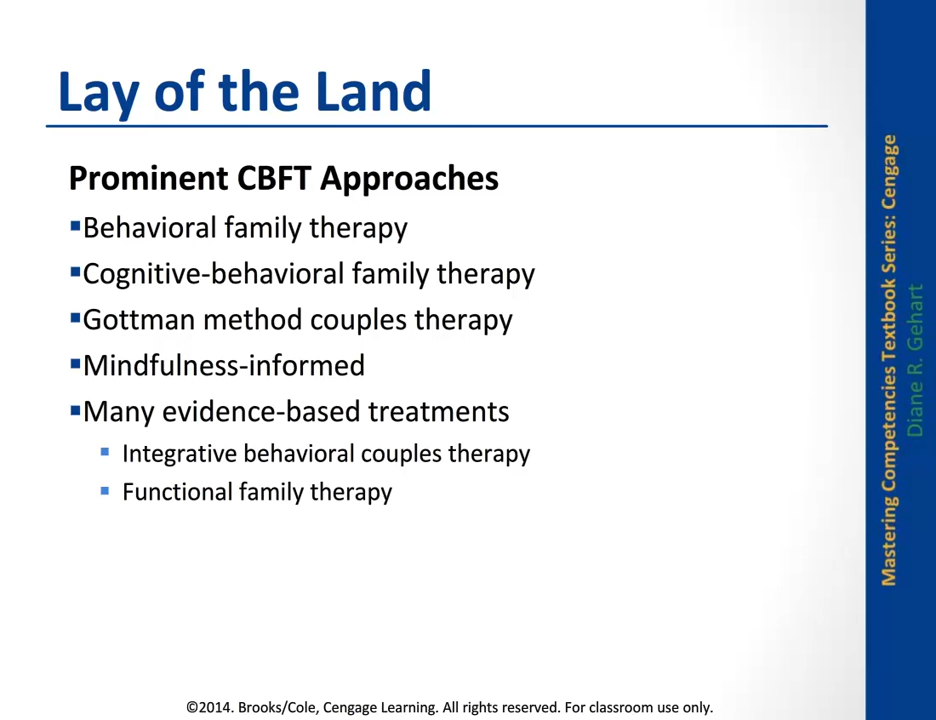 Lay of the Land
Prominent CBFT Approaches
▪Behavioral family therapy
▪Cognitive-behavioral family therapy
▪Gottman method couples therapy
▪Mindfulness-informed
▪Many evidence-based treatments
▪ Integrative behavioral couples therapy
▪ Functional family therapy
©2014. Brooks/Cole, Cengage Learning. All rights reserved. For classroom use only.
Mastering Competencies Textbook Series: Cengage
Diane R. Gehart